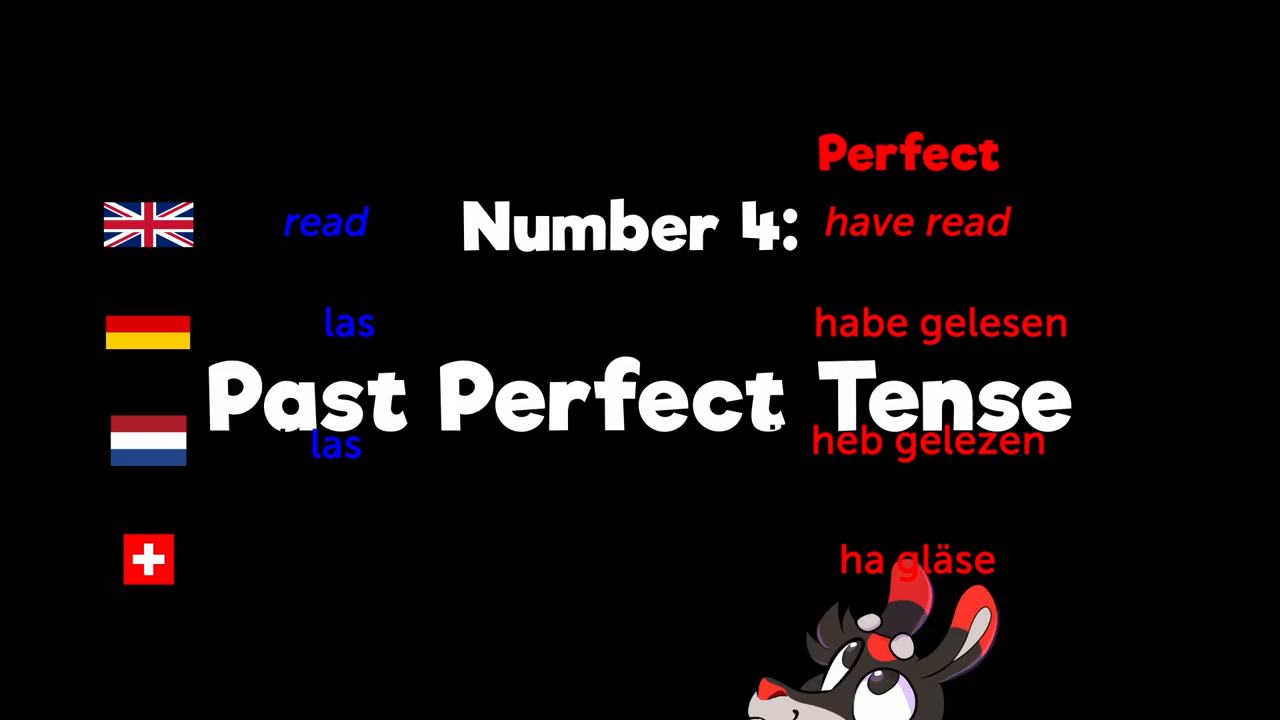 Perfect
read
Number 4:
have read
las
habe gelesen
Past Perfect Tense
las
heb gelezen
ha gläse